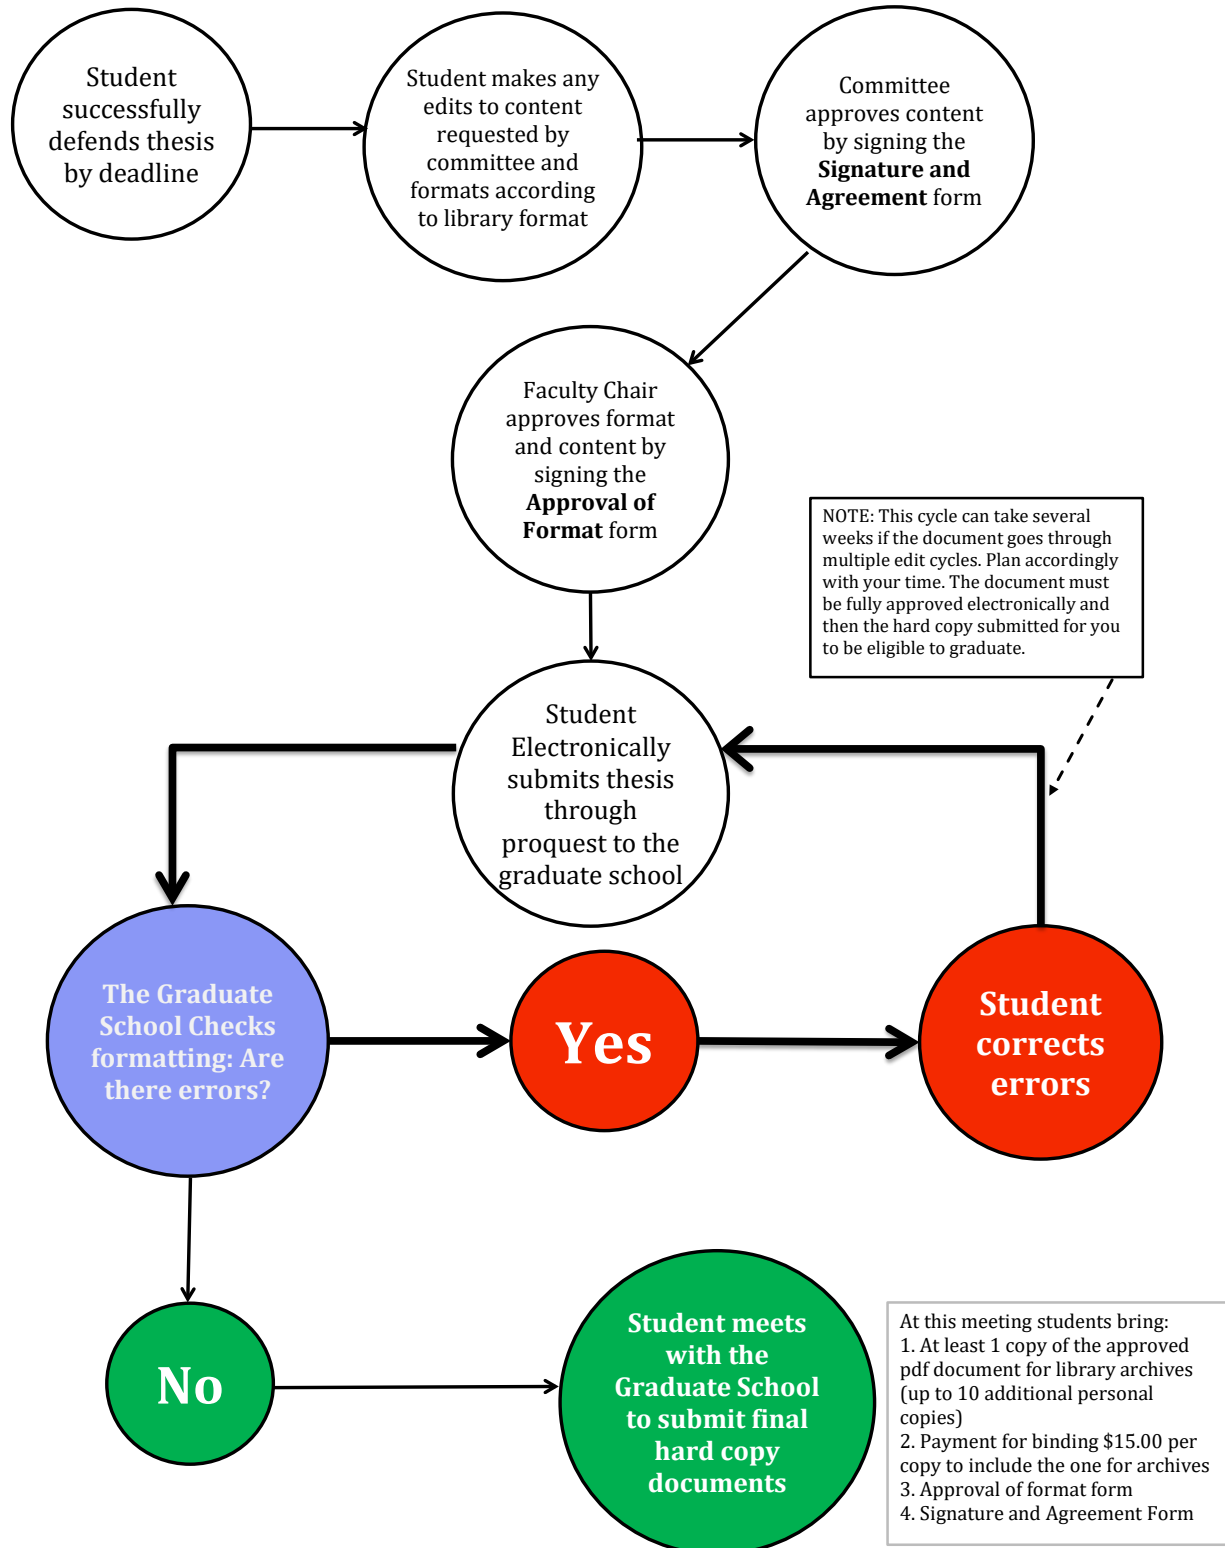 Student
successfully
defends thesis
by deadline
Student makes any
edits to content
requested by
committee and
formats according
to library format
Committee
approves content
by signing the
Signature and
Agreement form
Faculty Chair
approves format
and content by
signing the
Approval of
Format form
NOTE: This cycle can take several
weeks if the document goes through
multiple edit cycles. Plan accordingly
with your time. The document must
be fully approved electronically and
then the hard copy submitted for you
to be eligible to graduate.
Student
Electronically
submits thesis
through
proquest to the
graduate school
The Graduate
School Checks
formatting: Are
there errors?
Yes
Student
corrects
errors
No
Student meets
with the
Graduate School
to submit final
hard copy
documents
At this meeting students bring:
1. At least 1 copy of the approved
pdf document for library archives
(up to 10 additional personal
copies)
2. Payment for binding $15.00 per
copy to include the one for archives
3. Approval of format form
4. Signature and Agreement Form